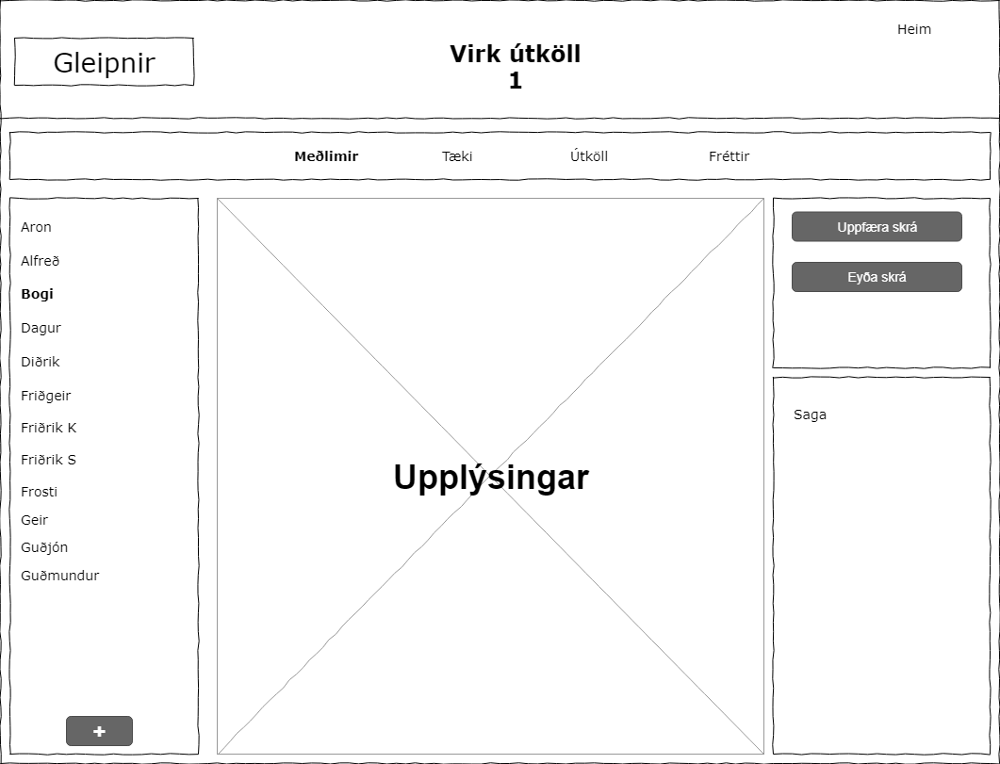 Heim
Gleipnir
Virk útköll
1
Meðlimir
Tæki
Útköll
Fréttir
Aron
Alfreð
Bogi
Dagur
Diðrik
Friðgeir
Friðrik K
Friðrik S
Frosti
Geir
Guðjón
Guðmundur
+
Upplýsingar
Uppfæra skrá
Eyða skrá
Saga